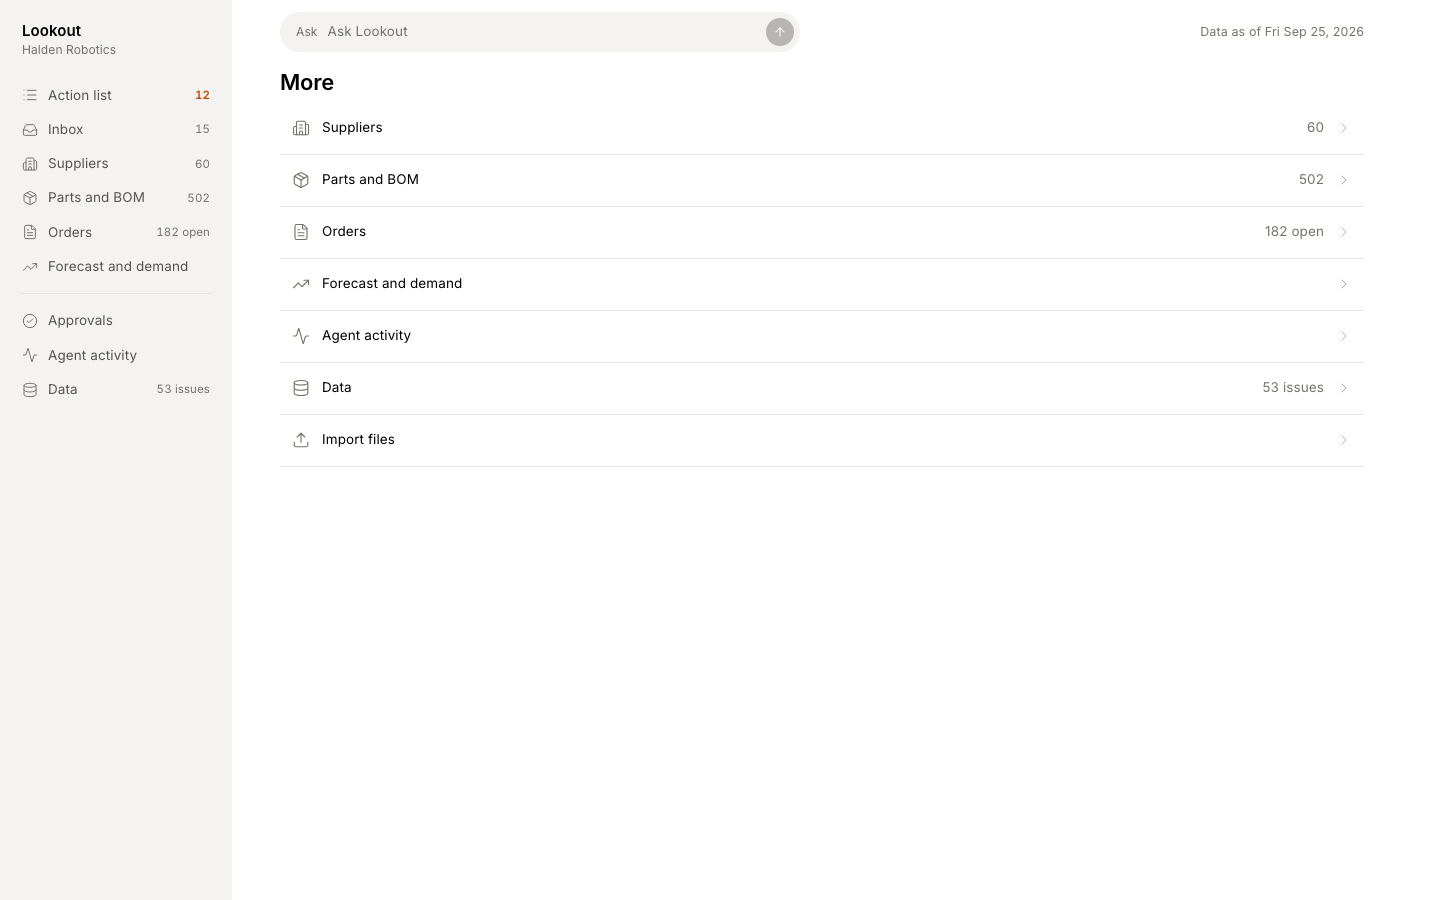 Lookout
Halden Robotics
Action list 12
Inbox 15
Suppliers 60
Parts and BOM 502
Orders 182 open
Forecast and demand
Approvals
Agent activity
Data 53 issues
Ask Ask Lookout
Data as of Fri Sep 25, 2026
More
Suppliers 60
Parts and BOM 502
Orders 182 open
Forecast and demand
Agent activity
Data 53 issues
Import files